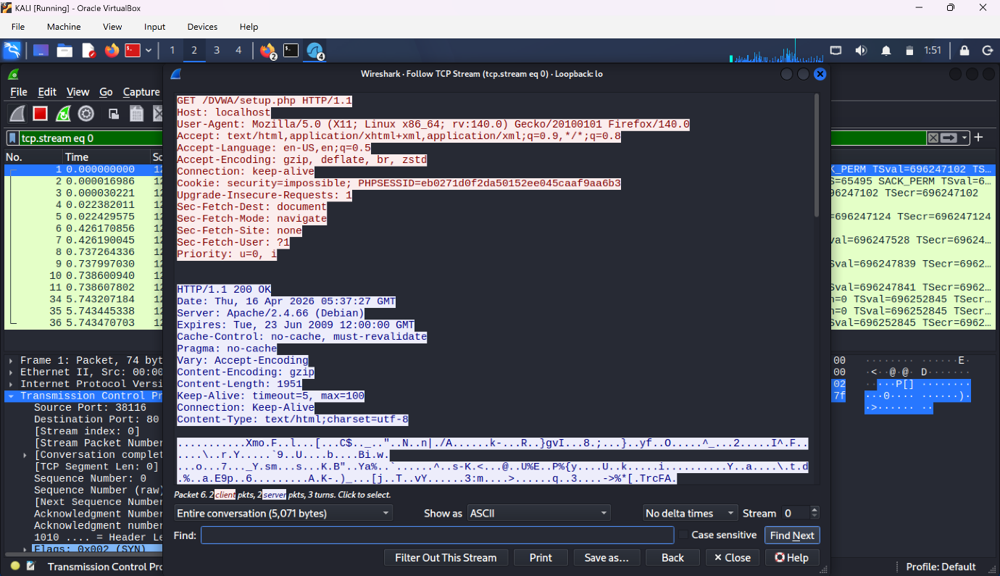 KALI [Running] - Oracle VirtualBox
File Machine View Input Devices Help
1 2 3 4 2 4 1:51
Wireshark · Follow TCP Stream (tcp.stream eq 0) · Loopback: lo
File Edit View Go Capture
tcp.stream eq 0
No. Time
1 0.000000000 12
2 0.000016986 12
3 0.000030221 12
4 0.022382011 12
5 0.022429575 12
6 0.426170856 12
7 0.426190045 12
8 0.737264336 12
9 0.737997030 12
10 0.738600940 12
11 0.738607802 12
34 5.743207184 12
35 5.743445338 12
36 5.743470703 12
GET /DVWA/setup.php HTTP/1.1
Host: localhost
User-Agent: Mozilla/5.0 (X11; Linux x86_64; rv:140.0) Gecko/20100101 Firefox/140.0
Accept: text/html,application/xhtml+xml,application/xml;q=0.9,*/*;q=0.8
Accept-Language: en-US,en;q=0.5
Accept-Encoding: gzip, deflate, br, zstd
Connection: keep-alive
Cookie: security=impossible; PHPSESSID=eb0271d0f2da50152ee045caaf9aa6b3
Upgrade-Insecure-Requests: 1
Sec-Fetch-Dest: document
Sec-Fetch-Mode: navigate
Sec-Fetch-Site: none
Sec-Fetch-User: ?1
Priority: u=0, i
HTTP/1.1 200 OK
Date: Thu, 16 Apr 2026 05:37:27 GMT
Server: Apache/2.4.66 (Debian)
Expires: Tue, 23 Jun 2009 12:00:00 GMT
Cache-Control: no-cache, must-revalidate
Pragma: no-cache
Vary: Accept-Encoding
Content-Encoding: gzip
Content-Length: 1951
Keep-Alive: timeout=5, max=100
Connection: Keep-Alive
Content-Type: text/html;charset=utf-8
...........Xmo.F..l...[...C$.._.."..N..n|./A......k-...R..}gvI...8.;...}..yf..O.....^_...2.....I^.F..
....\..r.Y.....`9..U....b....Bi.w.
...o...7..._Y.sm...s...K.B"..Ya%..`......^..s-K.<...@..U%E..P%{y....U..k.....i..........Y..a....\.t.d
.%..a.E9p..6.........A.K-.)_...[j..T..vY......3:m....>......q..3....->%*[.TrcFA.
K_PERM TSval=696247102 TS...
S=65495 SACK_PERM TSval=6...
96247102 TSecr=696247102
=696247124 TSecr=696247124
val=696247528 TSecr=69624...
Sval=696247839 TSecr=6962...
Sval=696247841 TSecr=6962...
n=0 TSval=696252845 TSecr...
n=0 TSval=696252845 TSecr...
Sval=696252845 TSecr=6962...
Frame 1: Packet, 74 byt
Ethernet II, Src: 00:00
Internet Protocol Versi
Transmission Control Pr
Source Port: 38116
Destination Port: 80
[Stream index: 0]
[Stream Packet Number
[Conversation complet
[TCP Segment Len: 0]
Sequence Number: 0
Sequence Number (raw)
[Next Sequence Number
Acknowledgment Number
Acknowledgment number
1010 .... = Header Le
Flags: 0x002 (SYN)
00 ········ ······E·
00 ·<··@·@· D·······
02 ····P[] ········
7f ···0···· ······)·
·>······ ··
Packet 6. 2 client pkts, 2 server pkts, 3 turns. Click to select.
Entire conversation (5,071 bytes) Show as ASCII No delta times Stream 0
Find: Case sensitive Find Next
Filter Out This Stream Print Save as... Back × Close Help
Transmission Control Pro Profile: Default